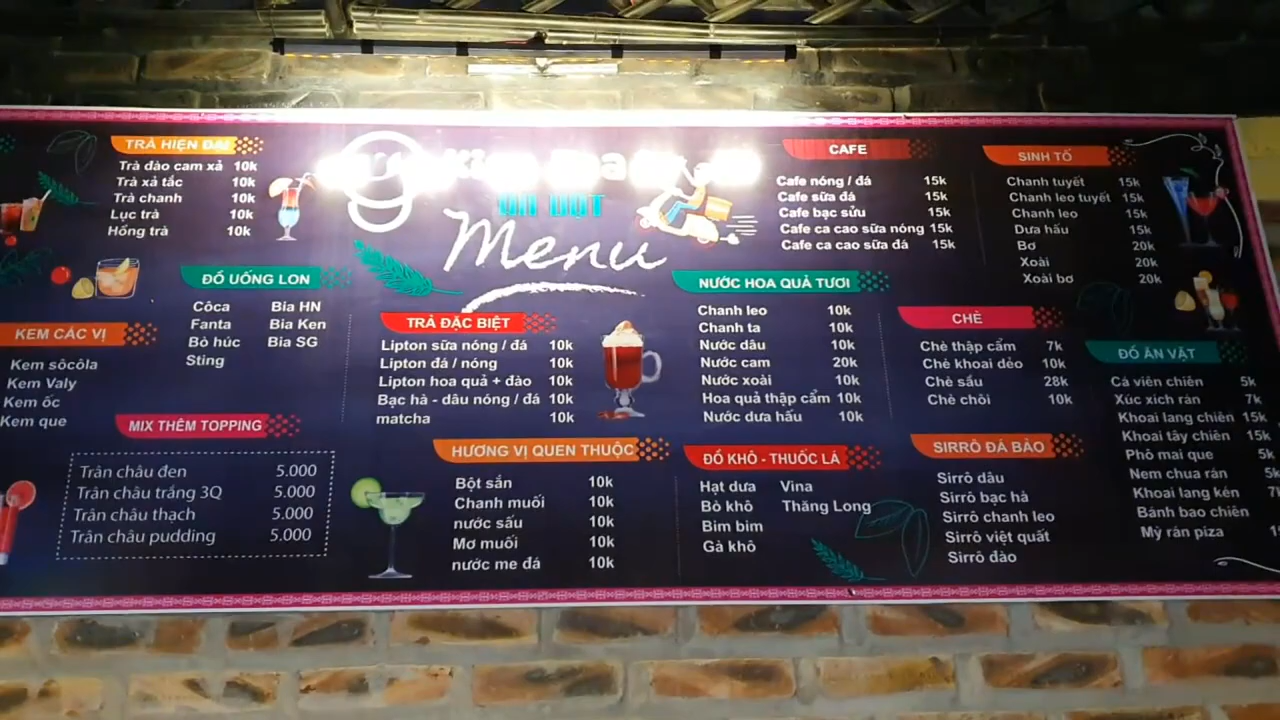 TRÀ HIỆN ĐẠI
Trà đào cam xả 10k
Trà xả tắc 10k
Trà chanh 10k
Lục trà 10k
Hồng trà 10k
ĐỒ UỐNG LON
Côca Bia HN
Fanta Bia Ken
Bò húc Bia SG
Sting
KEM CÁC VỊ
Kem sôcôla
Kem Valy
Kem ốc
Kem que
MIX THÊM TOPPING
Trân châu đen 5.000
Trân châu trắng 3Q 5.000
Trân châu thạch 5.000
Trân châu pudding 5.000
Menu
TRÀ ĐẶC BIỆT
Lipton sữa nóng / đá 10k
Lipton đá / nóng 10k
Lipton hoa quả + đào 10k
Bạc hà - dâu nóng / đá 10k
matcha 10k
HƯƠNG VỊ QUEN THUỘC
Bột sắn 10k
Chanh muối 10k
nước sấu 10k
Mơ muối 10k
nước me đá 10k
CAFE
Cafe nóng / đá 15k
Cafe sữa đá 15k
Cafe bạc sửu 15k
Cafe ca cao sữa nóng 15k
Cafe ca cao sữa đá 15k
NƯỚC HOA QUẢ TƯƠI
Chanh leo 10k
Chanh ta 10k
Nước dâu 10k
Nước cam 20k
Nước xoài 10k
Hoa quả thập cẩm 10k
Nước dưa hấu 10k
ĐỒ KHÔ - THUỐC LÁ
Hạt dưa Vina
Bò khô Thăng Long
Bim bim
Gà khô
SINH TỐ
Chanh tuyết 15k
Chanh leo tuyết 15k
Chanh leo 15k
Dưa hấu 15k
Bơ 20k
Xoài 20k
Xoài bơ 20k
CHÈ
Chè thập cẩm 7k
Chè khoai dẻo 10k
Chè sầu 28k
Chè chôi 10k
SIRRÔ ĐÁ BÀO
Sirrô dâu
Sirrô bạc hà
Sirrô chanh leo
Sirrô việt quất
Sirrô đào
ĐỒ ĂN VẶT
Cá viên chiên 5k
Xúc xích rán 7k
Khoai lang chiên 15k
Khoai tây chiên 15k
Phô mai que 5k
Nem chua rán 5k
Khoai lang kén
Bánh bao chiên
Mỳ rán piza